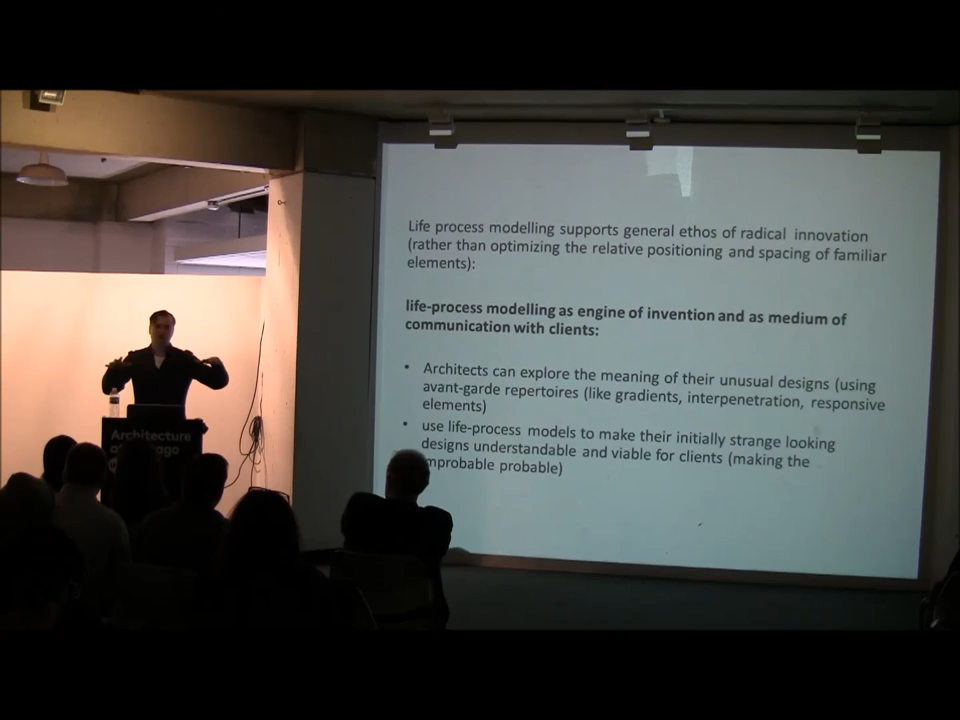 Life process modelling supports general ethos of radical innovation
(rather than optimizing the relative positioning and spacing of familiar
elements):
life-process modelling as engine of invention and as medium of
communication with clients:
• Architects can explore the meaning of their unusual designs (using
avant-garde repertoires (like gradients, interpenetration, responsive
elements)
• use life-process models to make their initially strange looking
designs understandable and viable for clients (making the
mprobable probable)
Architecture